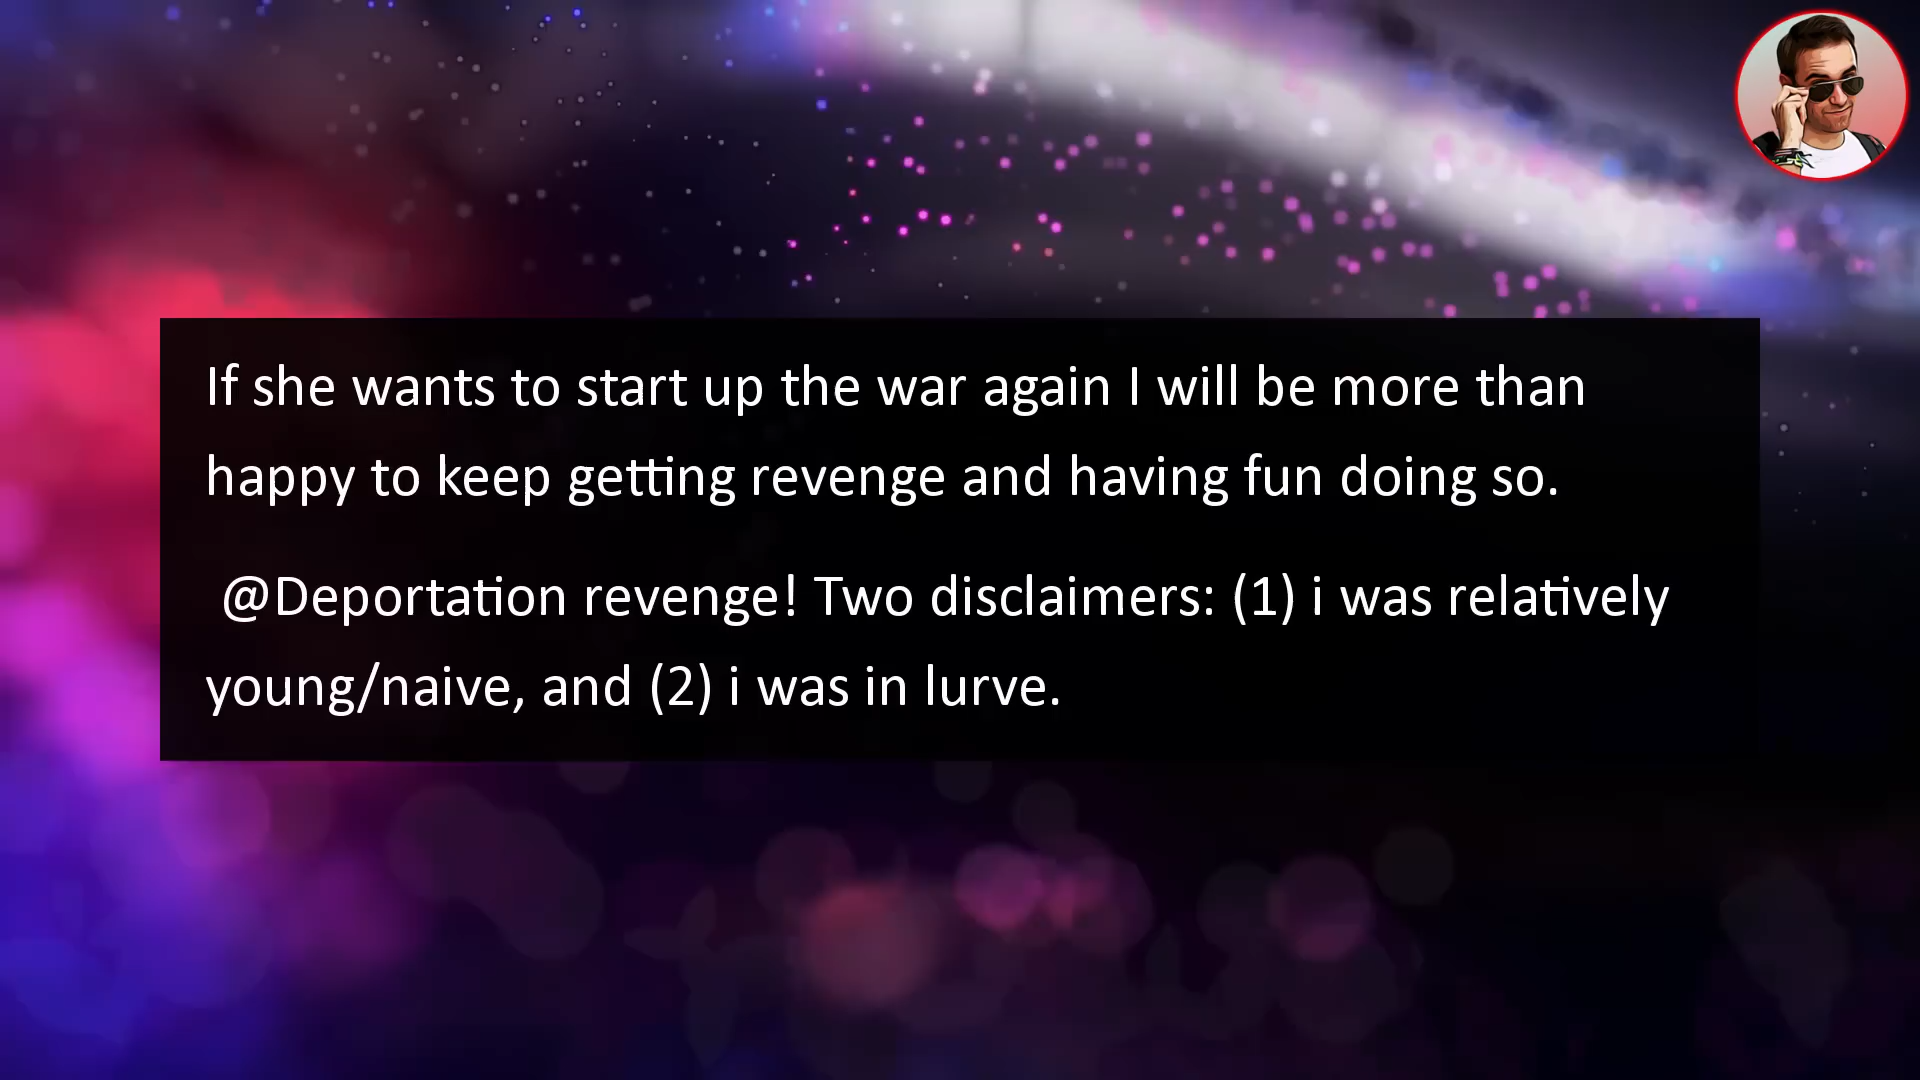 If she wants to start up the war again I will be more than
happy to keep getting revenge and having fun doing so.
@Deportation revenge! Two disclaimers: (1) i was relatively
young/naive, and (2) i was in lurve.